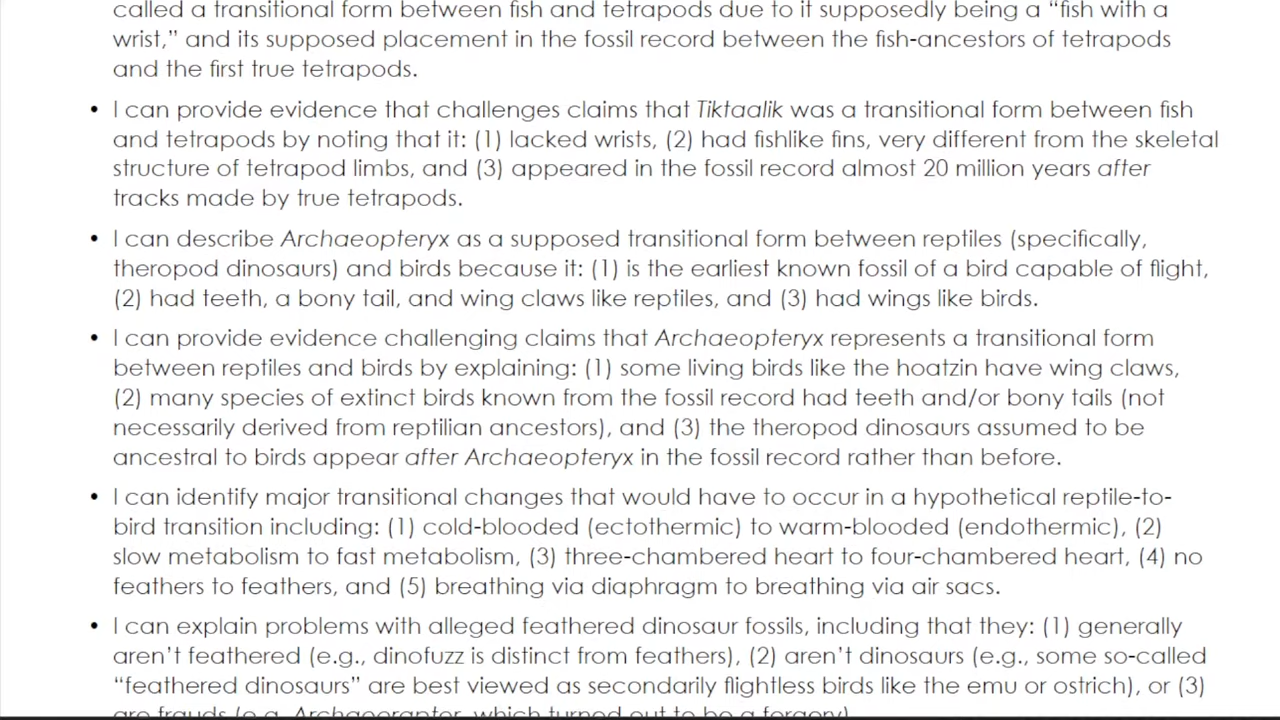 called a transitional form between fish and tetrapods due to it supposedly being a “fish with a
wrist,” and its supposed placement in the fossil record between the fish-ancestors of tetrapods
and the first true tetrapods.
• I can provide evidence that challenges claims that Tiktaalik was a transitional form between fish
and tetrapods by noting that it: (1) lacked wrists, (2) had fishlike fins, very different from the skeletal
structure of tetrapod limbs, and (3) appeared in the fossil record almost 20 million years after
tracks made by true tetrapods.
• I can describe Archaeopteryx as a supposed transitional form between reptiles (specifically,
theropod dinosaurs) and birds because it: (1) is the earliest known fossil of a bird capable of flight,
(2) had teeth, a bony tail, and wing claws like reptiles, and (3) had wings like birds.
• I can provide evidence challenging claims that Archaeopteryx represents a transitional form
between reptiles and birds by explaining: (1) some living birds like the hoatzin have wing claws,
(2) many species of extinct birds known from the fossil record had teeth and/or bony tails (not
necessarily derived from reptilian ancestors), and (3) the theropod dinosaurs assumed to be
ancestral to birds appear after Archaeopteryx in the fossil record rather than before.
• I can identify major transitional changes that would have to occur in a hypothetical reptile-to-
bird transition including: (1) cold-blooded (ectothermic) to warm-blooded (endothermic), (2)
slow metabolism to fast metabolism, (3) three-chambered heart to four-chambered heart, (4) no
feathers to feathers, and (5) breathing via diaphragm to breathing via air sacs.
• I can explain problems with alleged feathered dinosaur fossils, including that they: (1) generally
aren’t feathered (e.g., dinofuzz is distinct from feathers), (2) aren’t dinosaurs (e.g., some so-called
“feathered dinosaurs” are best viewed as secondarily flightless birds like the emu or ostrich), or (3)
are frauds (e.g. Archaeoraptor, which turned out to be a forgery).